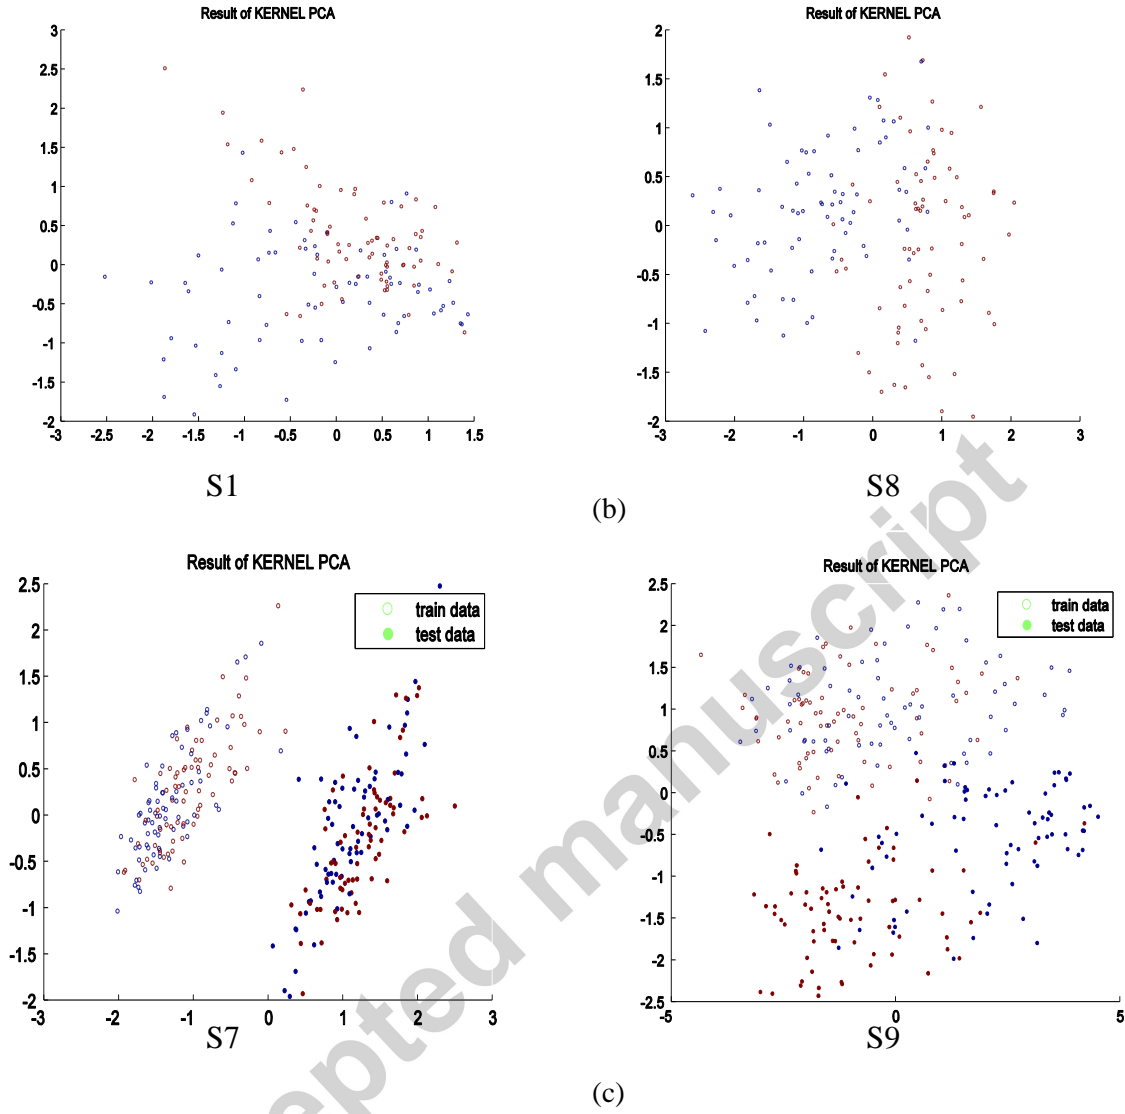 Result of KERNEL PCA
Result of KERNEL PCA
3
2.5
2
1.5
1
0.5
0
-0.5
-1
-1.5
-2
-3 -2.5 -2 -1.5 -1 -0.5 0 0.5 1 1.5
2
1.5
1
0.5
0
-0.5
-1
-1.5
-2
-3 -2 -1 0 1 2 3
S1
S8
(b)
Result of KERNEL PCA
Result of KERNEL PCA
train data
test data
2.5
2
1.5
1
0.5
0
-0.5
-1
-1.5
-2
-3 -2 -1 0 1 2 3
train data
test data
2.5
2
1.5
1
0.5
0
-0.5
-1
-1.5
-2
-2.5
-5 0 5
S7
S9
(c)
epted manuscript